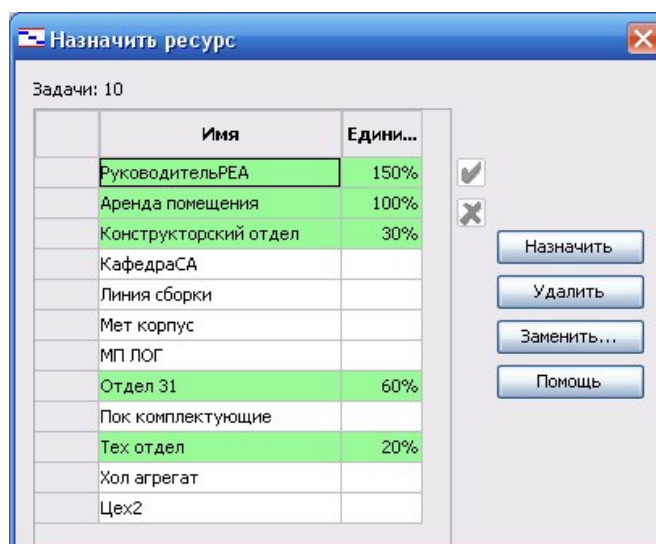 Назначить ресурс
Задачи: 10
Имя Едини...
РуководительРЕА 150%
Аренда помещения 100%
Конструкторский отдел 30%
КафедраСА
Линия сборки
Мет корпус
МП ЛОГ
Отдел 31 60%
Пок комплектующие
Тех отдел 20%
Хол агрегат
Цех2
Назначить
Удалить
Заменить...
Помощь